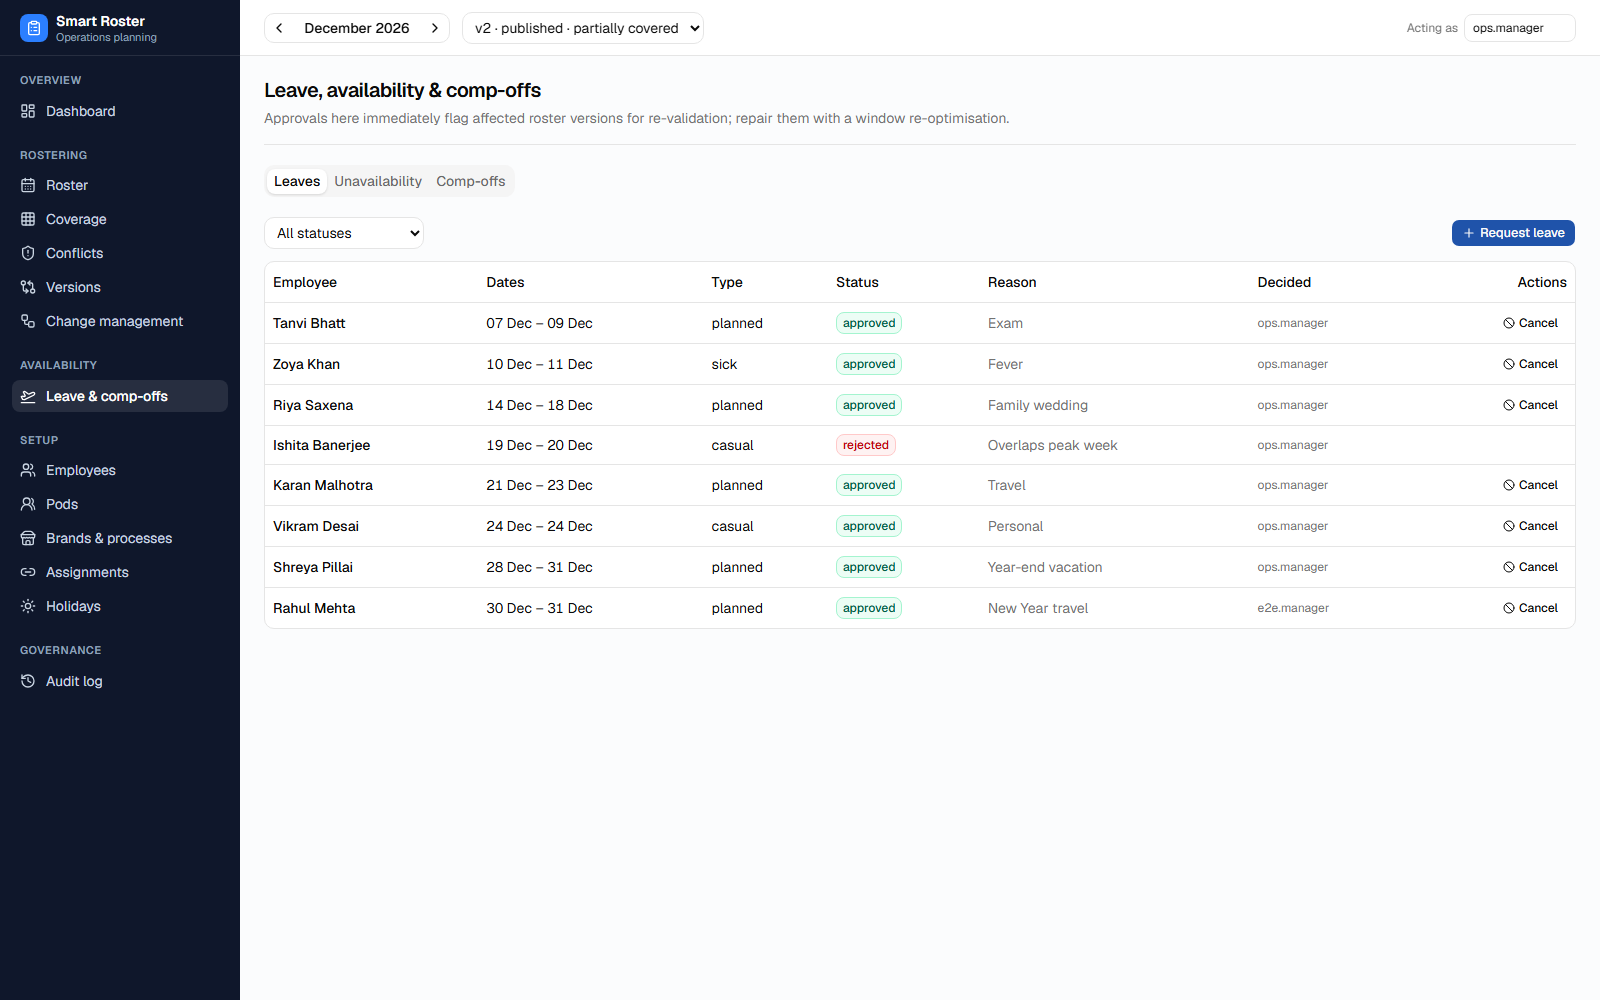 Smart Roster
Operations planning
OVERVIEW
Dashboard
ROSTERING
Roster
Coverage
Conflicts
Versions
Change management
AVAILABILITY
Leave & comp-offs
SETUP
Employees
Pods
Brands & processes
Assignments
Holidays
GOVERNANCE
Audit log
December 2026
v2 · published · partially covered
Acting as ops.manager
Leave, availability & comp-offs
Approvals here immediately flag affected roster versions for re-validation; repair them with a window re-optimisation.
Leaves Unavailability Comp-offs
All statuses
+ Request leave
Employee Dates Type Status Reason Decided Actions
Tanvi Bhatt 07 Dec – 09 Dec planned approved Exam ops.manager Cancel
Zoya Khan 10 Dec – 11 Dec sick approved Fever ops.manager Cancel
Riya Saxena 14 Dec – 18 Dec planned approved Family wedding ops.manager Cancel
Ishita Banerjee 19 Dec – 20 Dec casual rejected Overlaps peak week ops.manager
Karan Malhotra 21 Dec – 23 Dec planned approved Travel ops.manager Cancel
Vikram Desai 24 Dec – 24 Dec casual approved Personal ops.manager Cancel
Shreya Pillai 28 Dec – 31 Dec planned approved Year-end vacation ops.manager Cancel
Rahul Mehta 30 Dec – 31 Dec planned approved New Year travel e2e.manager Cancel